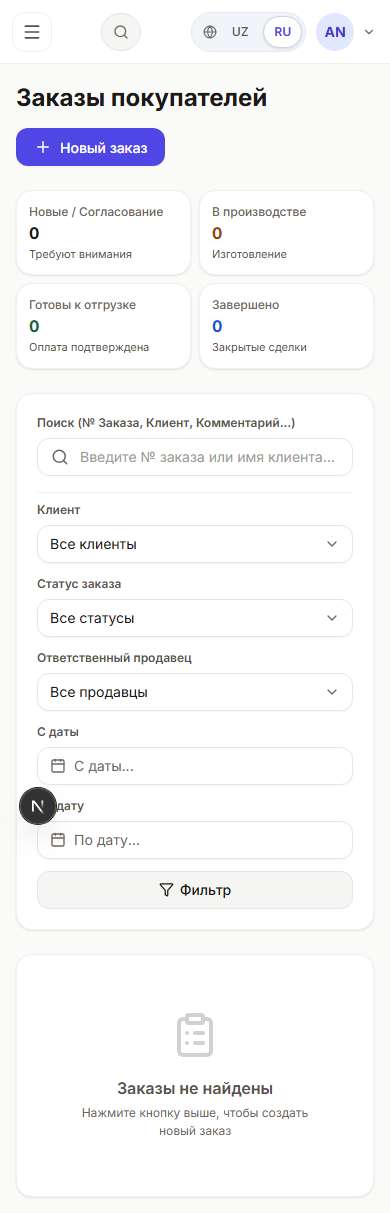 UZ
RU
AN
Заказы покупателей
Новый заказ
Новые / Согласование
0
Требуют внимания
В производстве
0
Изготовление
Готовы к отгрузке
0
Оплата подтверждена
Завершено
0
Закрытые сделки
Поиск (№ Заказа, Клиент, Комментарий...)
Введите № заказа или имя клиента...
Клиент
Все клиенты
Статус заказа
Все статусы
Ответственный продавец
Все продавцы
С даты
С даты...
N
дату
По дату...
Фильтр
Заказы не найдены
Нажмите кнопку выше, чтобы создать
новый заказ